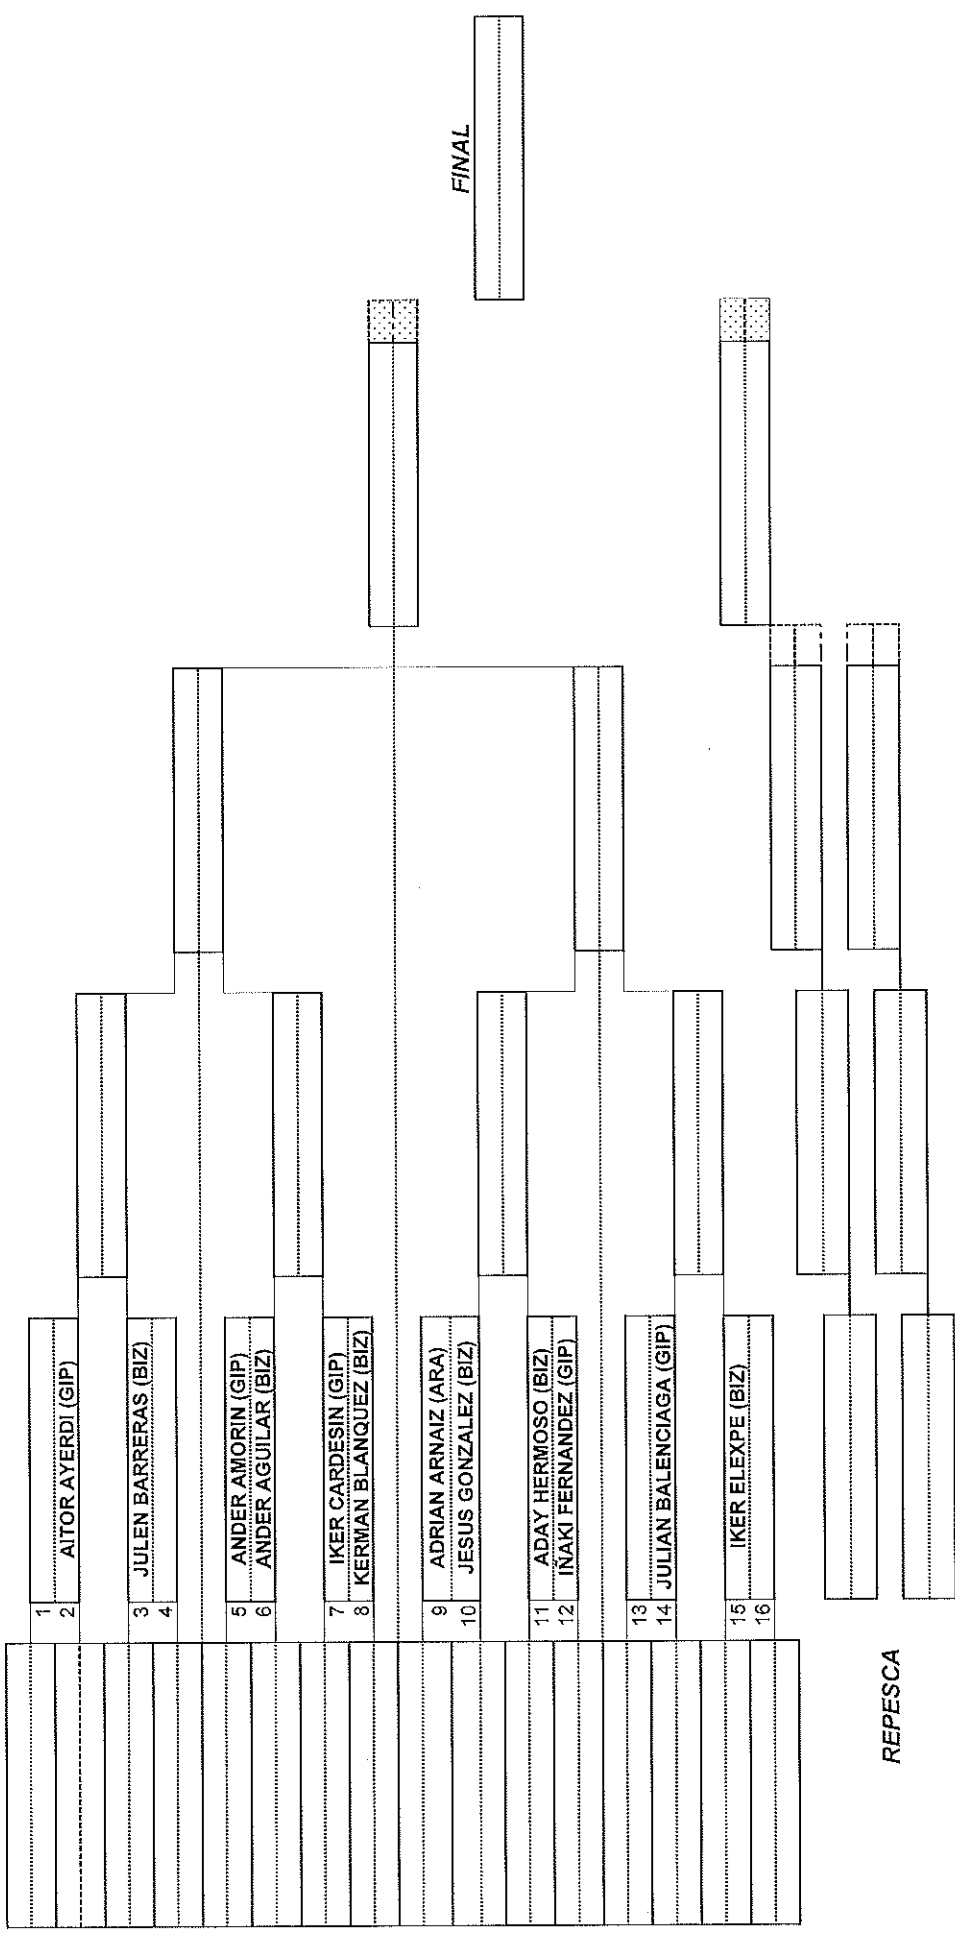 1
2 AITOR AYERDI (GIP)
3 JULEN BARRERAS (BIZ)
4
5 ANDER AMORIN (GIP)
6 ANDER AGUILAR (BIZ)
7 IKER CARDESIN (GIP)
8 KERMAN BLANQUEZ (BIZ)
9 ADRIAN ARNAIZ (ARA)
10 JESUS GONZALEZ (BIZ)
11 ADAY HERMOSO (BIZ)
12 IÑAKI FERNANDEZ (GIP)
13
14 JULIAN BALENCIAGA (GIP)
15 IKER ELEXPE (BIZ)
16
FINAL
REPESCA